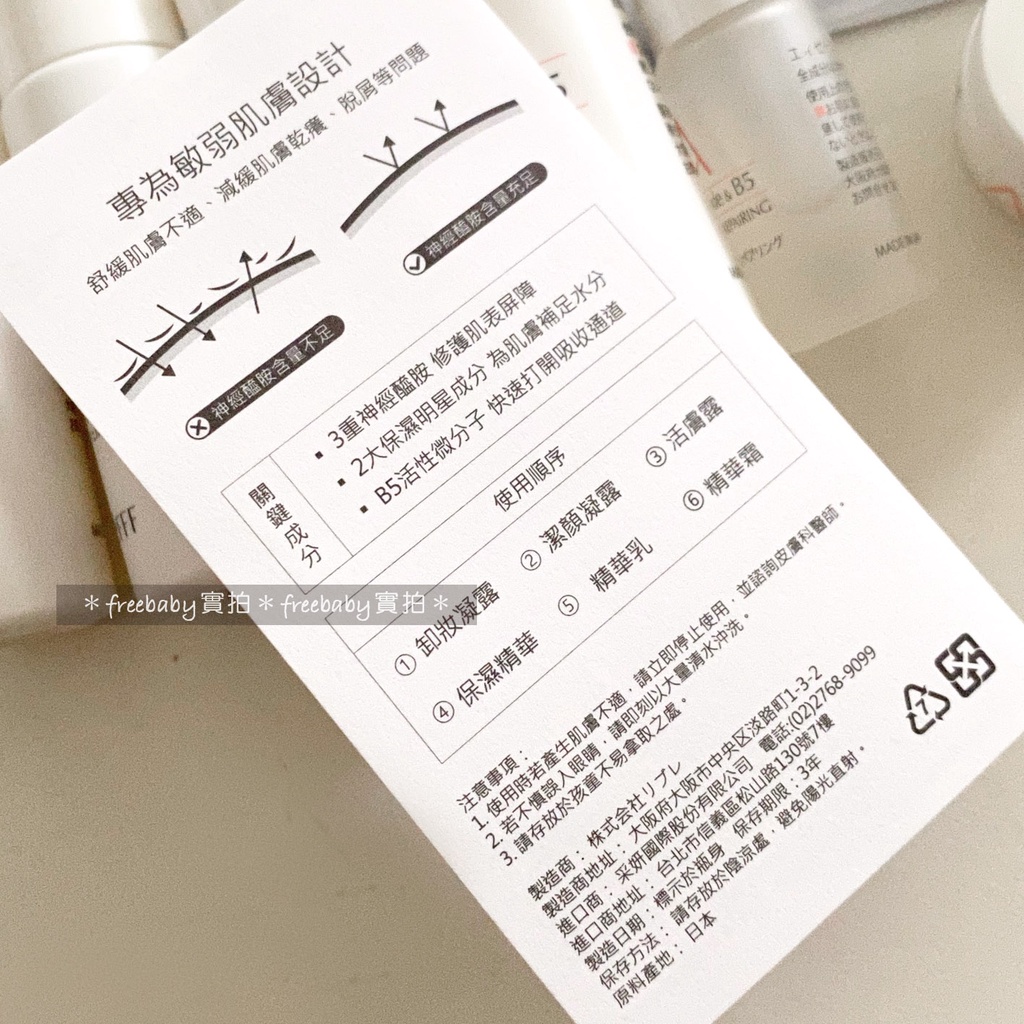 專為敏弱肌膚設計
舒緩肌膚不適、減緩肌膚乾癢、脫屑等問題
神經醯胺含量充足
神經醯胺含量不足
關鍵成分
▪ 3重神經醯胺 修護肌表屏障
▪ 2大保濕明星成分 為肌膚補足水分
▪ B5活性微分子 快速打開吸收通道
使用順序
① 卸妝凝露 ② 潔顏凝露 ③ 活膚露
④ 保濕精華 ⑤ 精華乳 ⑥ 精華霜
注意事項：
1. 使用時若產生肌膚不適，請立即停止使用，並諮詢皮膚科醫師。
2. 若不慎誤入眼睛，請即刻以大量清水沖洗。
3. 請存放於孩童不易拿取之處。
製造商：株式会社リブレ
製造商地址：大阪府大阪市中央区淡路町1-3-2
進口商：采妍國際股份有限公司 電話:(02)2768-9099
進口商地址：台北市信義區松山路130號7樓
製造日期：標示於瓶身 保存期限：3年
保存方法：請存放於陰涼處，避免陽光直射。
原料產地：日本
7
＊freebaby實拍＊freebaby實拍＊
& B5
PAIRING
MADE